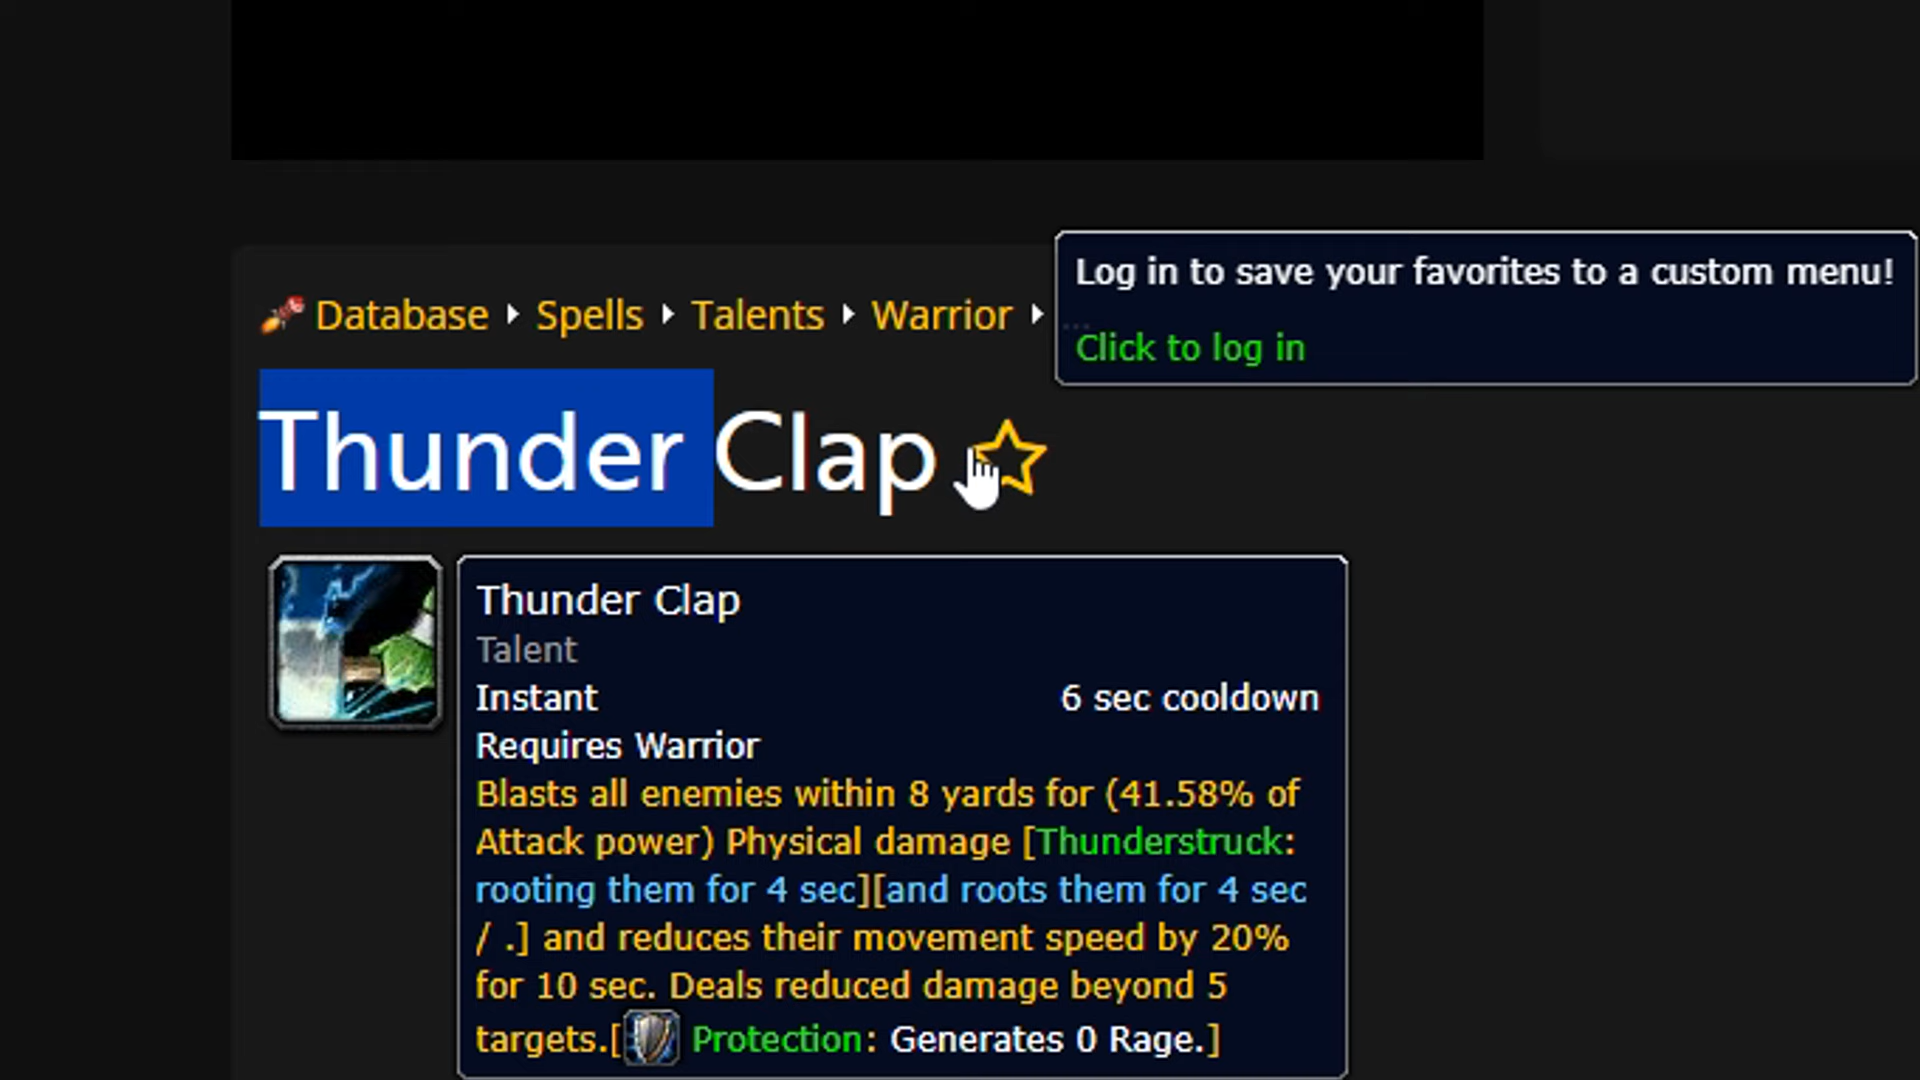 Log in to save your favorites to a custom menu!
Database Spells Talents Warrior
Click to log in
Thunder Clap
Thunder Clap
Talent
Instant 6 sec cooldown
Requires Warrior
Blasts all enemies within 8 yards for (41.58% of
Attack power) Physical damage [Thunderstruck:
rooting them for 4 sec][and roots them for 4 sec
/ .] and reduces their movement speed by 20%
for 10 sec. Deals reduced damage beyond 5
targets.[Protection: Generates 0 Rage.]